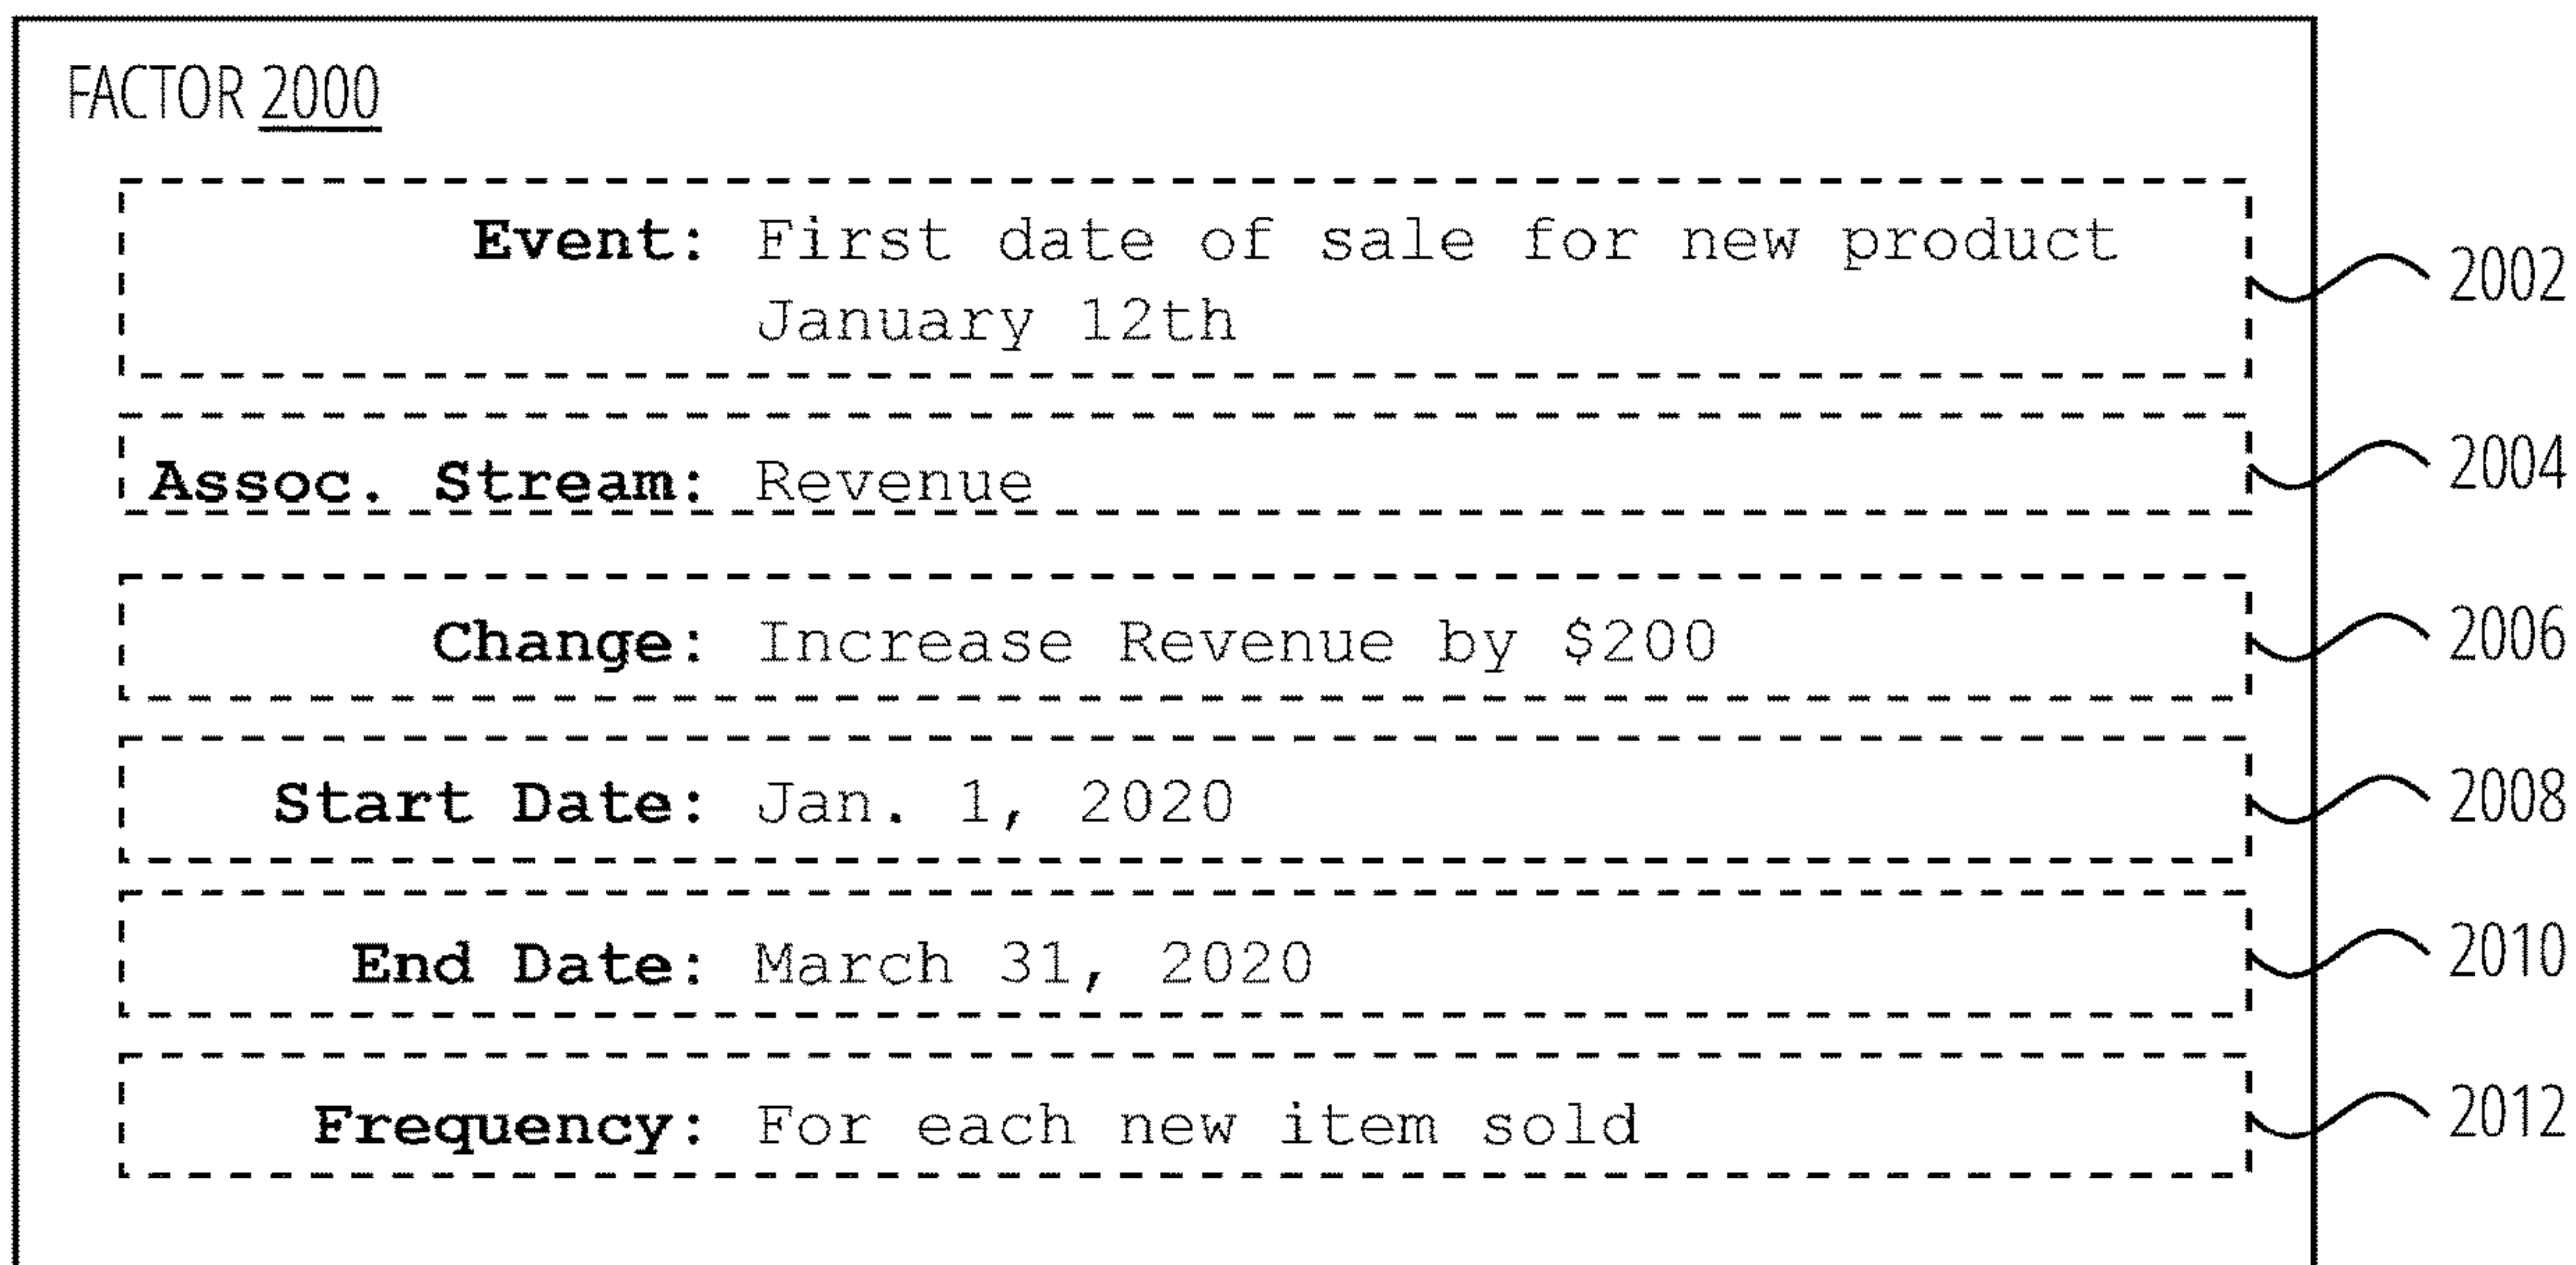 FACTOR 2000
Event: First date of sale for new product
January 12th
2002
Assoc. Stream: Revenue
2004
Change: Increase Revenue by $200
2006
Start Date: Jan. 1, 2020
2008
End Date: March 31, 2020
2010
Frequency: For each new item sold
2012